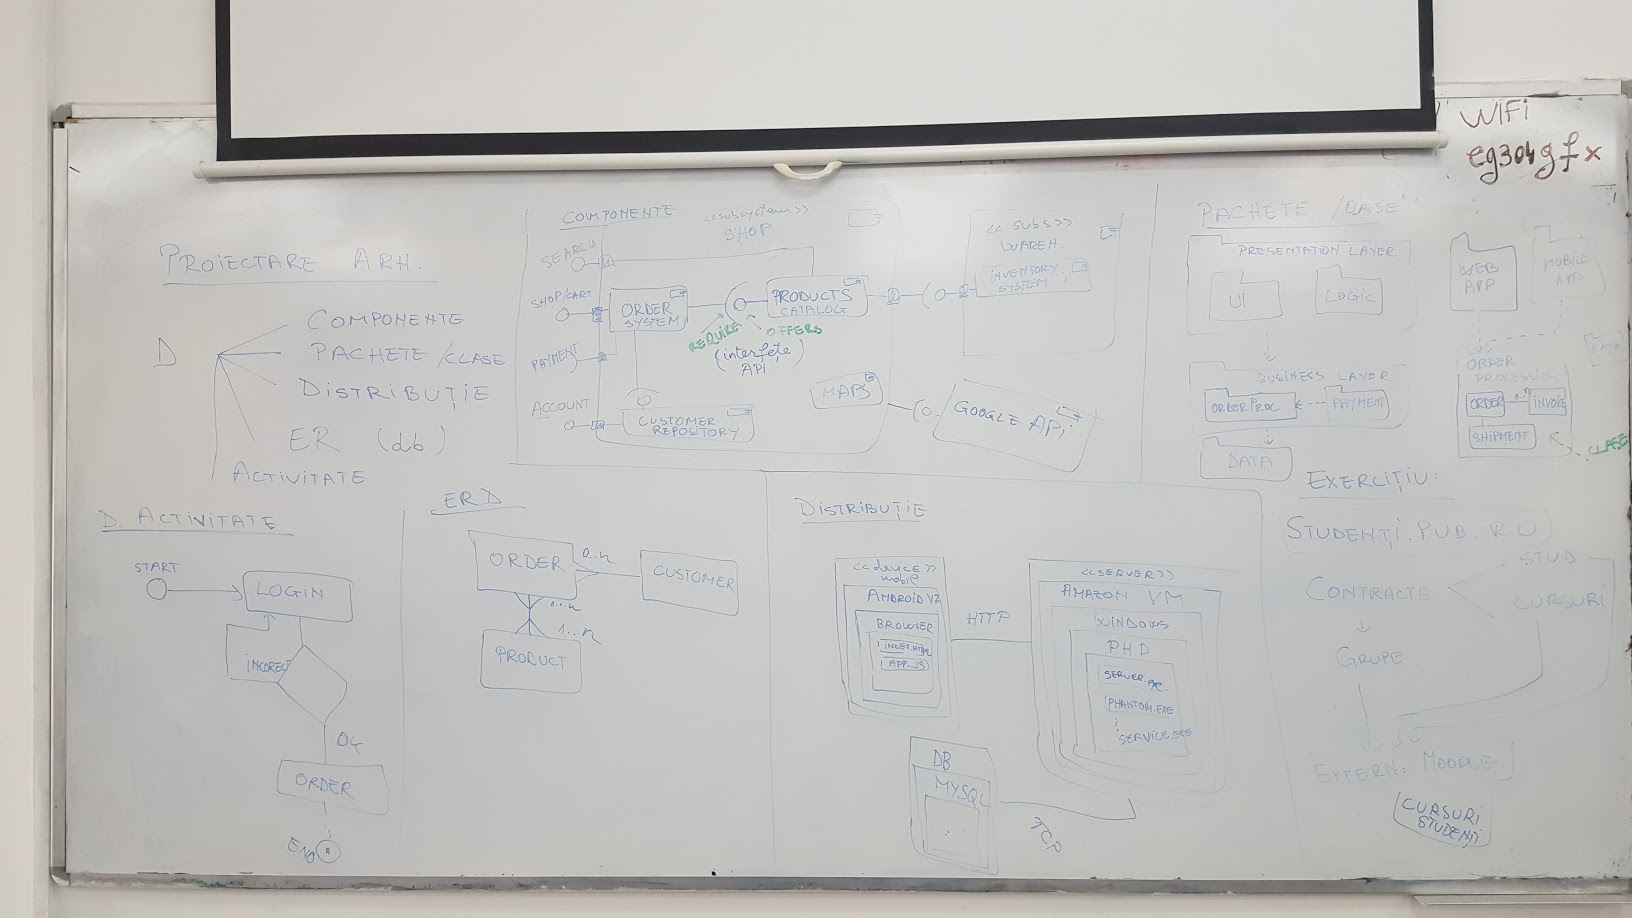 WIFI
eg304gfx
PROIECTARE ARH.
D
COMPONENTE
PACHETE /CLASE
DISTRIBUȚIE
ER (db)
ACTIVITATE
COMPONENTE
<<subsystem>>
SHOP
SEARCH
SHOP/CART
PAYMENT
ACCOUNT
ORDER
SYSTEM
PRODUCTS
CATALOG
REQUIRE
OFFERS
(interfețe)
API
CUSTOMER
REPOSITORY
MAPS
GOOGLE API
<< SUBS >>
WAREH.
INVENTORY
SYSTEM
PACHETE /CLASE
PRESENTATION LAYER
UI
LOGIC
BUSINESS LAYER
ORDER PROC
PAYMENT
DATA
WEB
APP
MOBILE
APP
ORDER
PROCESSING
ORDER
0..n
INVOICE
SHIPMENT
CLASE
D. ACTIVITATE
START
LOGIN
INCORECT
OK
ORDER
END
ERD
ORDER
0..n
CUSTOMER
1...n
1...n
PRODUCT
DISTRIBUȚIE
<<device>>
mobile
ANDROID V7
BROWSER
INDEX.HTML
APP.JS
HTTP
<<SERVER>>
AMAZON VM
WINDOWS
PHP
SERVER.exe
PHANTOM.EXE
SERVICE.EXE
DB
MYSQL
TCP
EXERCIȚIU:
STUDENȚI.PUB.RO
CONTRACTE
STUD
CURSURI
GRUPE
EXTERN: MOODLE
CURSURI
STUDENȚI